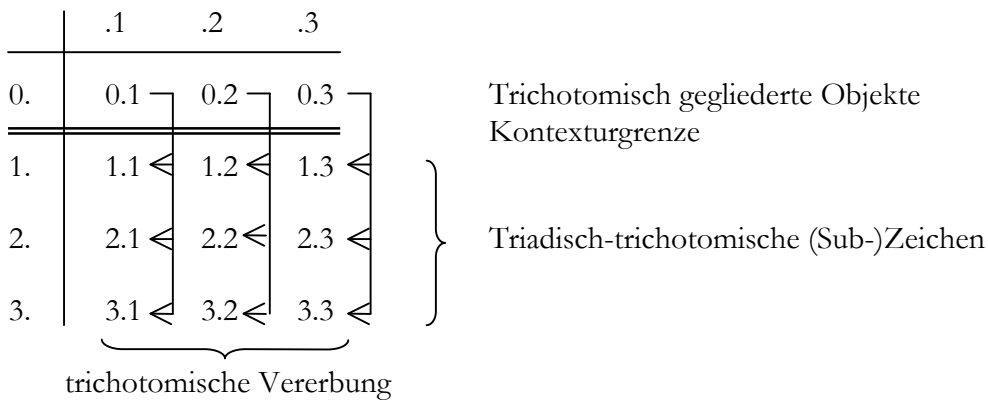 .1 .2 .3
0. 0.1 0.2 0.3 Trichotomisch gegliederte Objekte
Kontexturgrenze
1. 1.1 1.2 1.3
2. 2.1 2.2 2.3 Triadisch-trichotomische (Sub-)Zeichen
3. 3.1 3.2 3.3
trichotomische Vererbung